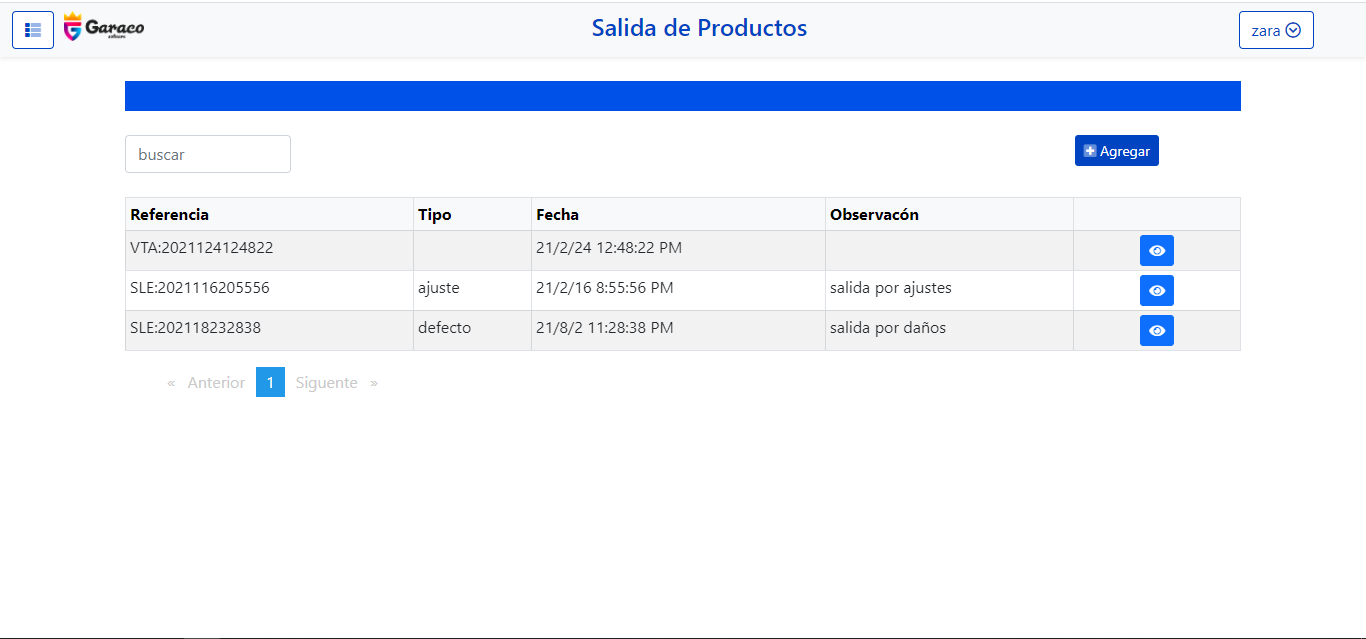 Garaco
software
Salida de Productos
zara
buscar
Agregar
Referencia Tipo Fecha Observacón
VTA:2021124124822 21/2/24 12:48:22 PM
SLE:2021116205556 ajuste 21/2/16 8:55:56 PM salida por ajustes
SLE:202118232838 defecto 21/8/2 11:28:38 PM salida por daños
« Anterior 1 Siguente »